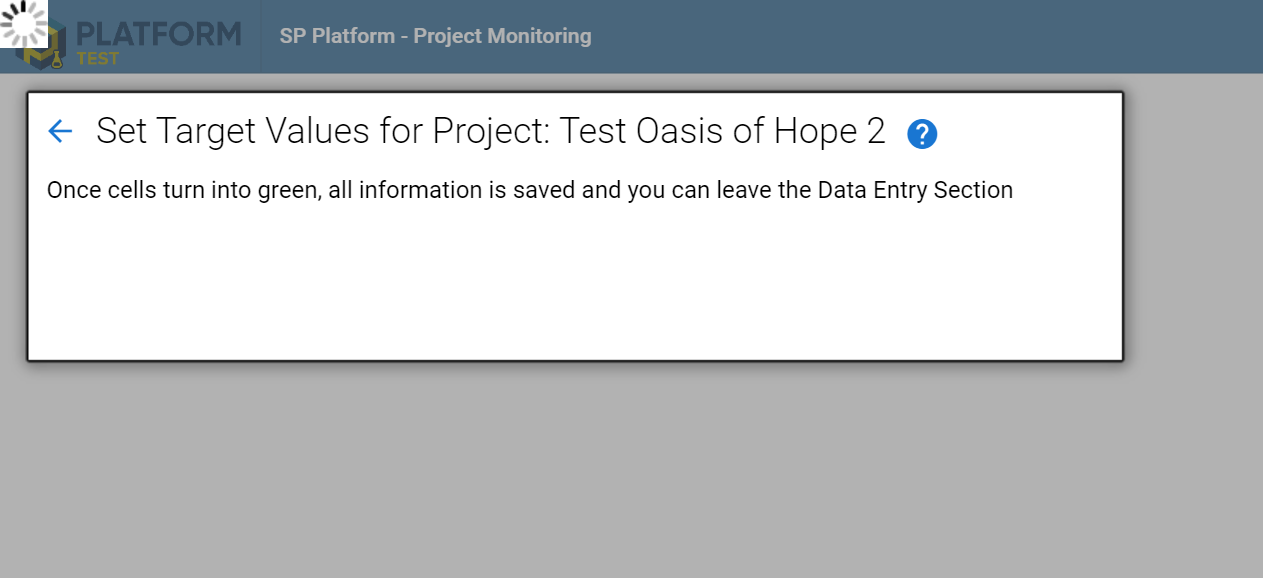 PLATFORM
TEST
SP Platform - Project Monitoring
Set Target Values for Project: Test Oasis of Hope 2 ?
Once cells turn into green, all information is saved and you can leave the Data Entry Section